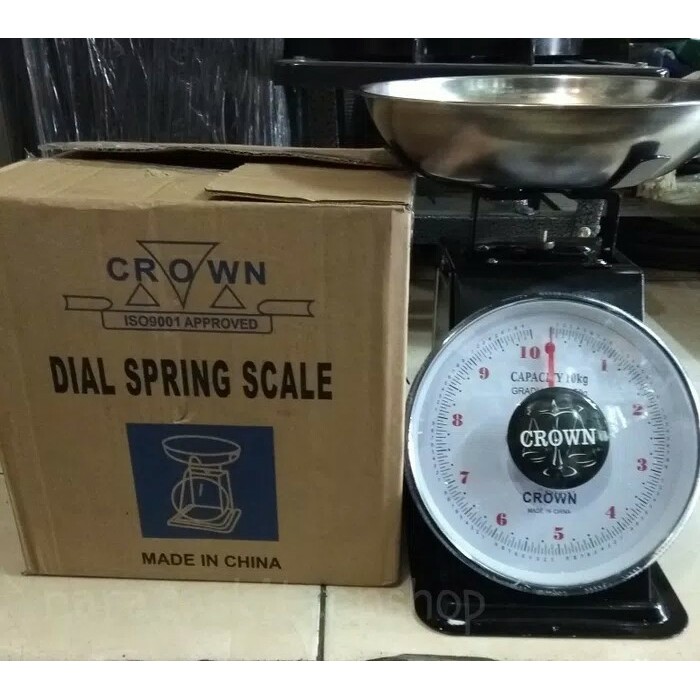 CROWN
ISO9001 APPROVED
DIAL SPRING SCALE
MADE IN CHINA
10
1
2
3
4
5
6
7
8
9
CAPACITY 10kg
CROWN
CROWN
MADE IN CHINA